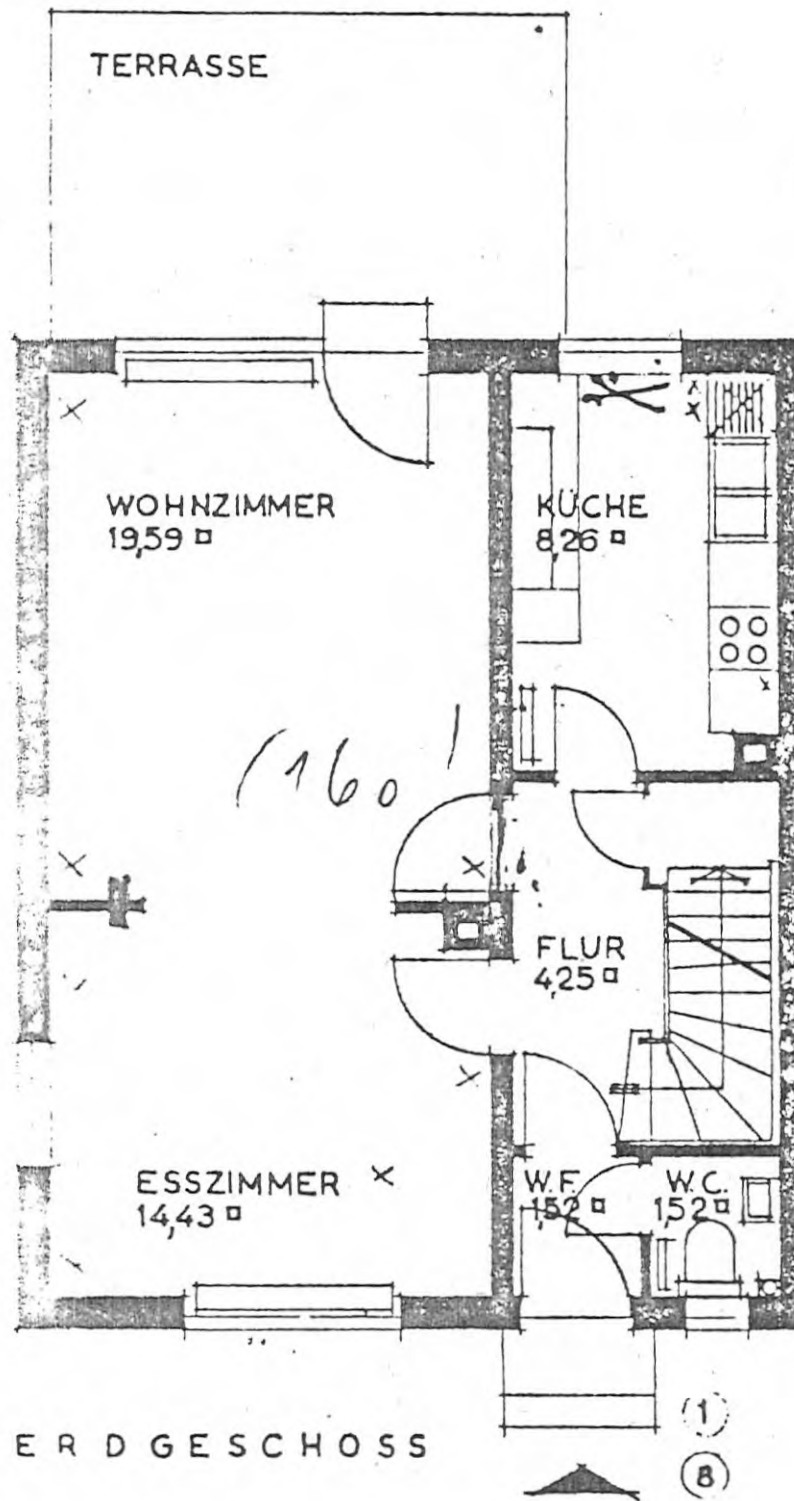 TERRASSE
WOHNZIMMER
19,59 ¤
KÜCHE
8,26 ¤
(160
FLUR
4,25 ¤
ESSZIMMER
14,43 ¤
W.F.
1,52 ¤
W.C.
1,52 ¤
ERDGESCHOSS
1
8